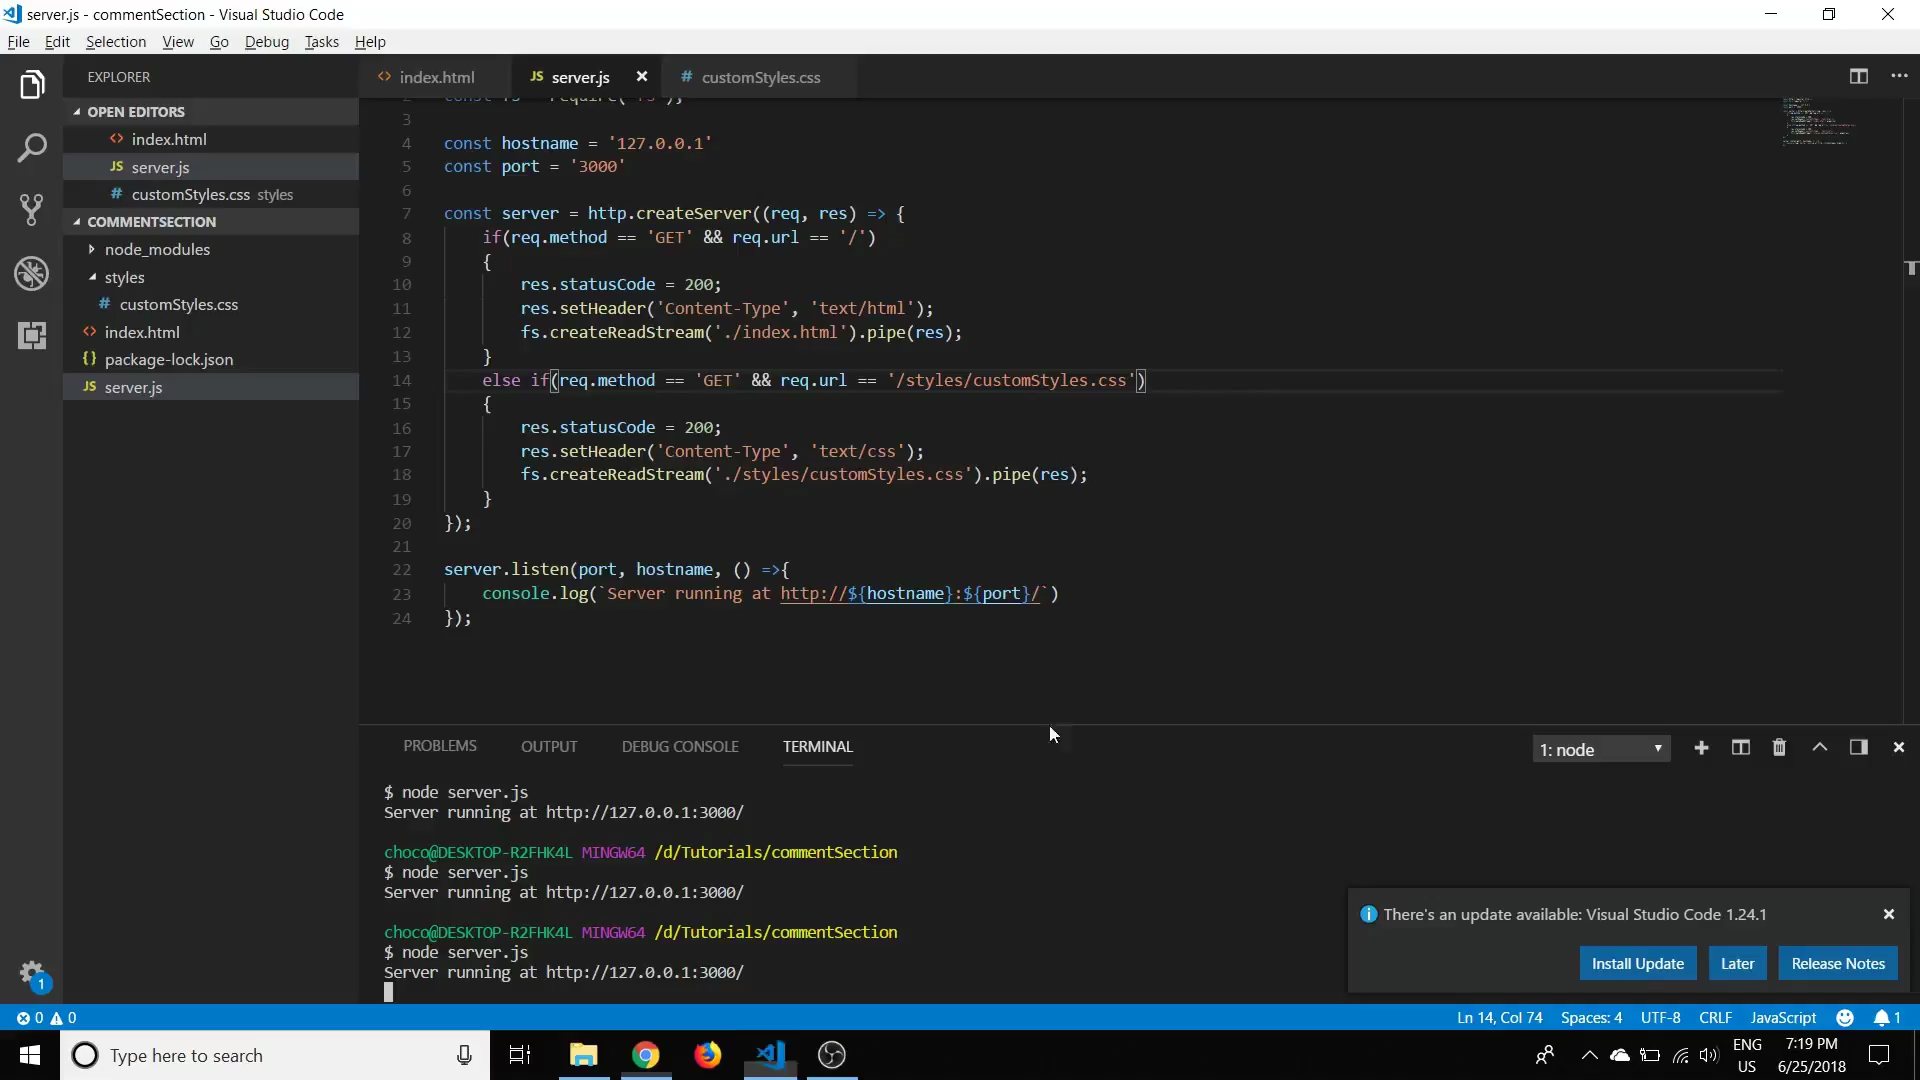 server.js - commentSection - Visual Studio Code
File Edit Selection View Go Debug Tasks Help
EXPLORER
OPEN EDITORS
<> index.html
JS server.js
# customStyles.css styles
COMMENTSECTION
node_modules
styles
# customStyles.css
<> index.html
{} package-lock.json
JS server.js
<> index.html JS server.js # customStyles.css
3
4 const hostname = '127.0.0.1'
5 const port = '3000'
6
7 const server = http.createServer((req, res) => {
8 if(req.method == 'GET' && req.url == '/')
9 {
10 res.statusCode = 200;
11 res.setHeader('Content-Type', 'text/html');
12 fs.createReadStream('./index.html').pipe(res);
13 }
14 else if(req.method == 'GET' && req.url == '/styles/customStyles.css')
15 {
16 res.statusCode = 200;
17 res.setHeader('Content-Type', 'text/css');
18 fs.createReadStream('./styles/customStyles.css').pipe(res);
19 }
20 });
21
22 server.listen(port, hostname, () =>{
23 console.log(`Server running at http://${hostname}:${port}/`)
24 });
PROBLEMS OUTPUT DEBUG CONSOLE TERMINAL
1: node
$ node server.js
Server running at http://127.0.0.1:3000/
choco@DESKTOP-R2FHK4L MINGW64 /d/Tutorials/commentSection
$ node server.js
Server running at http://127.0.0.1:3000/
choco@DESKTOP-R2FHK4L MINGW64 /d/Tutorials/commentSection
$ node server.js
Server running at http://127.0.0.1:3000/
There's an update available: Visual Studio Code 1.24.1
Install Update Later Release Notes
1
0 0
Ln 14, Col 74 Spaces: 4 UTF-8 CRLF JavaScript 1
Type here to search
ENG
US
7:19 PM
6/25/2018